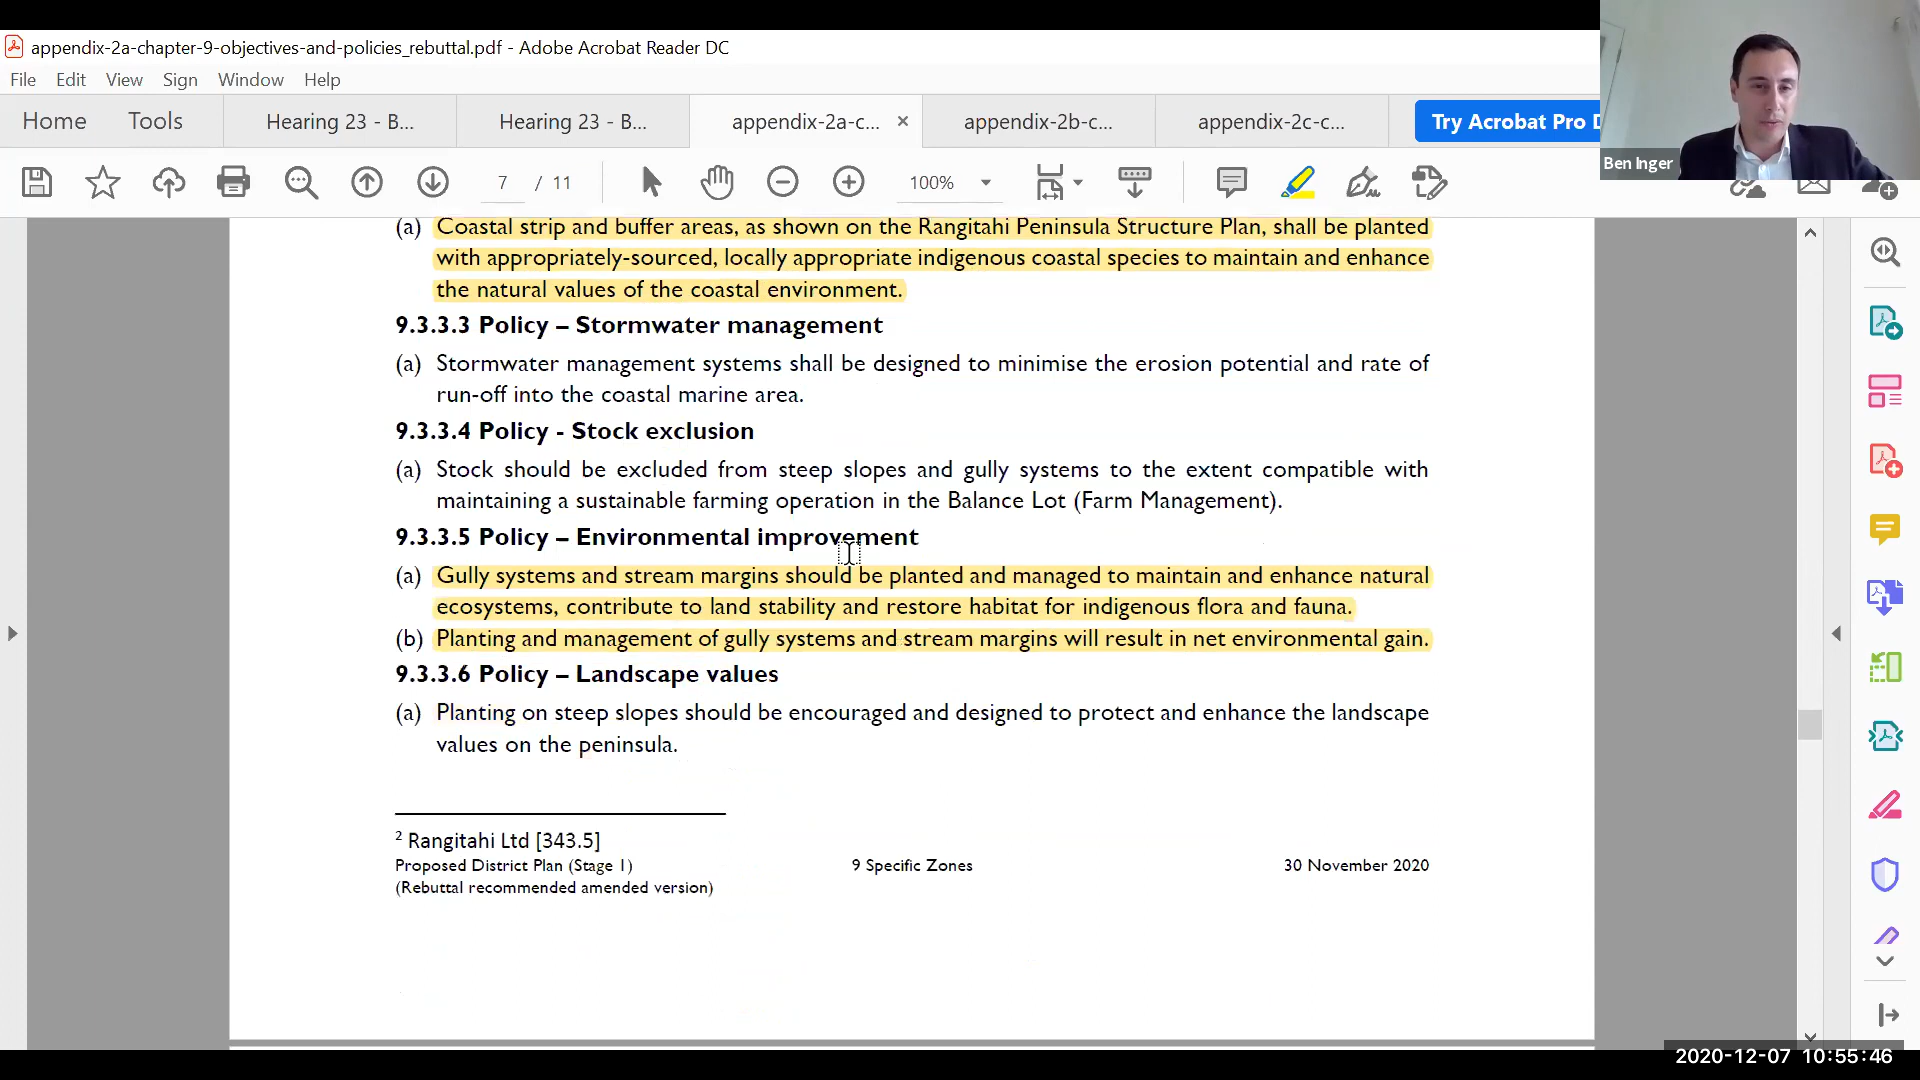 appendix-2a-chapter-9-objectives-and-policies_rebuttal.pdf - Adobe Acrobat Reader DC
File Edit View Sign Window Help
Home Tools Hearing 23 - B... Hearing 23 - B... appendix-2a-c... × appendix-2b-c... appendix-2c-c... Try Acrobat Pro D
Ben Inger
7 / 11 100%
(a) Coastal strip and buffer areas, as shown on the Rangitahi Peninsula Structure Plan, shall be planted
with appropriately-sourced, locally appropriate indigenous coastal species to maintain and enhance
the natural values of the coastal environment.
9.3.3.3 Policy – Stormwater management
(a) Stormwater management systems shall be designed to minimise the erosion potential and rate of
run-off into the coastal marine area.
9.3.3.4 Policy - Stock exclusion
(a) Stock should be excluded from steep slopes and gully systems to the extent compatible with
maintaining a sustainable farming operation in the Balance Lot (Farm Management).
9.3.3.5 Policy – Environmental improvement
(a) Gully systems and stream margins should be planted and managed to maintain and enhance natural
ecosystems, contribute to land stability and restore habitat for indigenous flora and fauna.
(b) Planting and management of gully systems and stream margins will result in net environmental gain.
9.3.3.6 Policy – Landscape values
(a) Planting on steep slopes should be encouraged and designed to protect and enhance the landscape
values on the peninsula.
2 Rangitahi Ltd [343.5]
Proposed District Plan (Stage 1) 9 Specific Zones 30 November 2020
(Rebuttal recommended amended version)
2020-12-07 10:55:46